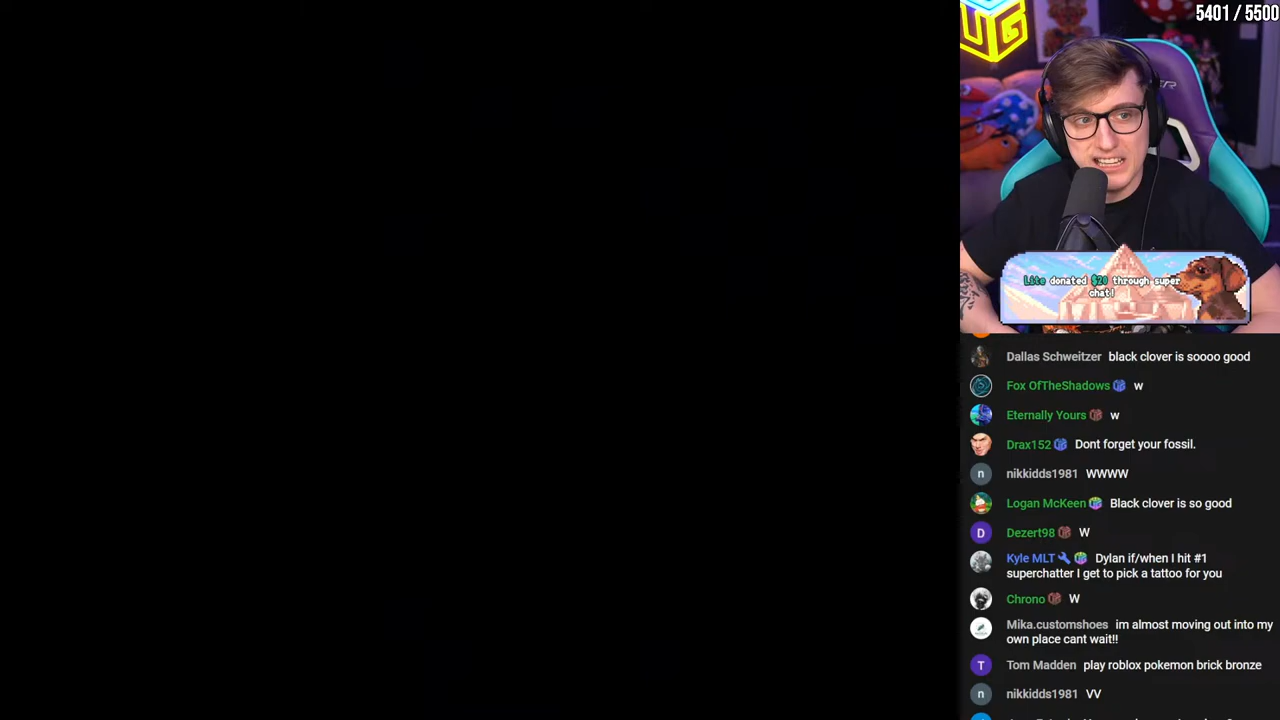 5401 / 5500
UG
Lite donated $20 through super
chat!
Dallas Schweitzer black clover is soooo good
Fox OfTheShadows w
Eternally Yours w
Drax152 Dont forget your fossil.
n nikkidds1981 WWWW
Logan McKeen Black clover is so good
D Dezert98 W
Kyle MLT Dylan if/when I hit #1
superchatter I get to pick a tattoo for you
Chrono W
Mika.customshoes im almost moving out into my
own place cant wait!!
T Tom Madden play roblox pokemon brick bronze
n nikkidds1981 VV